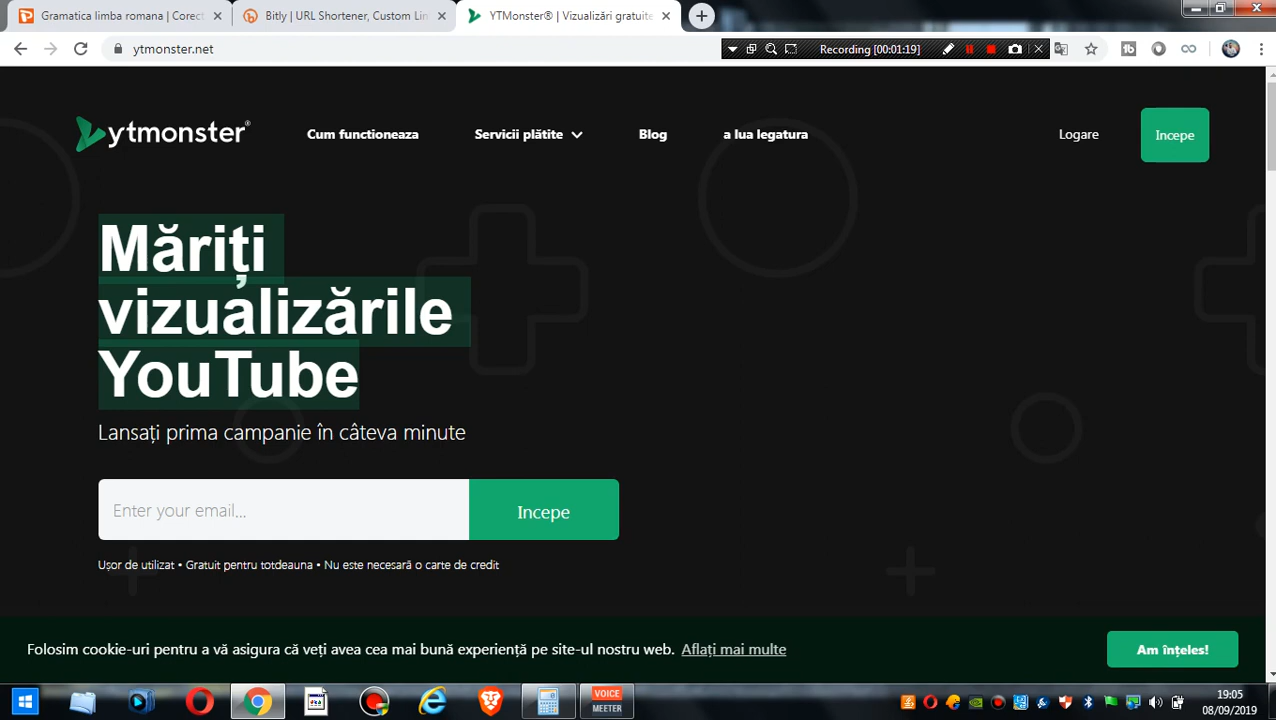 Gramatica limba romana | Corect
Bitly | URL Shortener, Custom Lin
YTMonster® | Vizualizări gratuite
ytmonster.net
Recording [00:01:19]
ytmonster®
Cum functioneaza
Servicii plătite
Blog
a lua legatura
Logare
Incepe
Măriți
vizualizările
YouTube
Lansați prima campanie în câteva minute
Enter your email...
Incepe
Ușor de utilizat • Gratuit pentru totdeauna • Nu este necesară o carte de credit
Folosim cookie-uri pentru a vă asigura că veți avea cea mai bună experiență pe site-ul nostru web. Aflați mai multe
Am înțeles!
VOICE
MEETER
19:05
08/09/2019